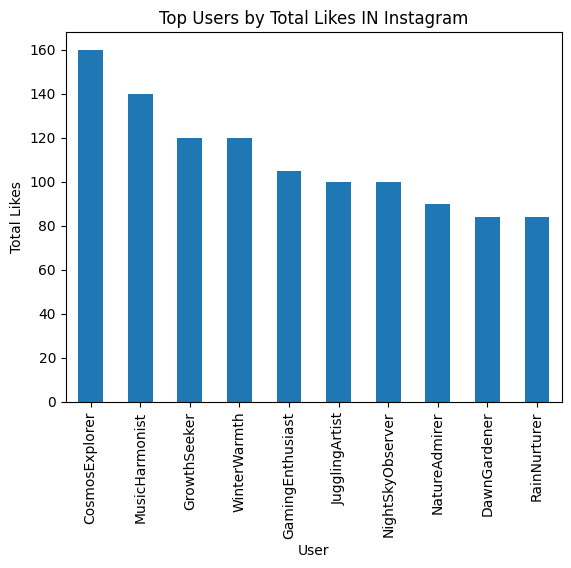 Top Users by Total Likes IN Instagram
Total Likes
160
140
120
100
80
60
40
20
0
CosmosExplorer
MusicHarmonist
GrowthSeeker
WinterWarmth
GamingEnthusiast
JugglingArtist
NightSkyObserver
NatureAdmirer
DawnGardener
RainNurturer
User